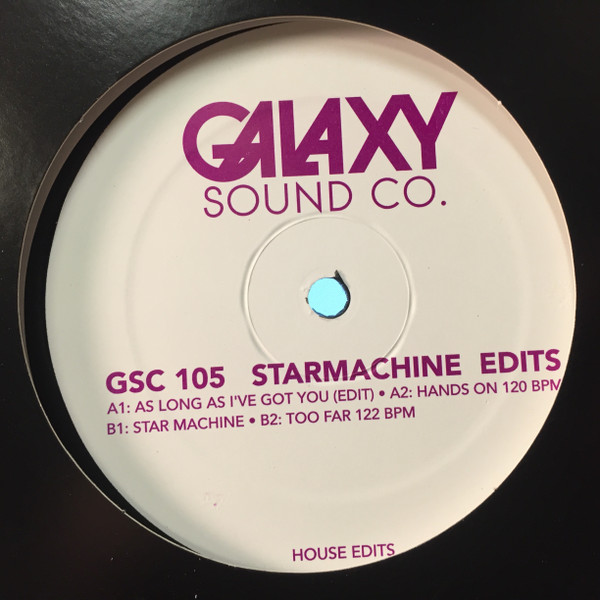 GALAXY
SOUND CO.
GSC 105 STARMACHINE EDITS
A1: AS LONG AS I'VE GOT YOU (EDIT) • A2: HANDS ON 120 BPM
B1: STAR MACHINE • B2: TOO FAR 122 BPM
HOUSE EDITS